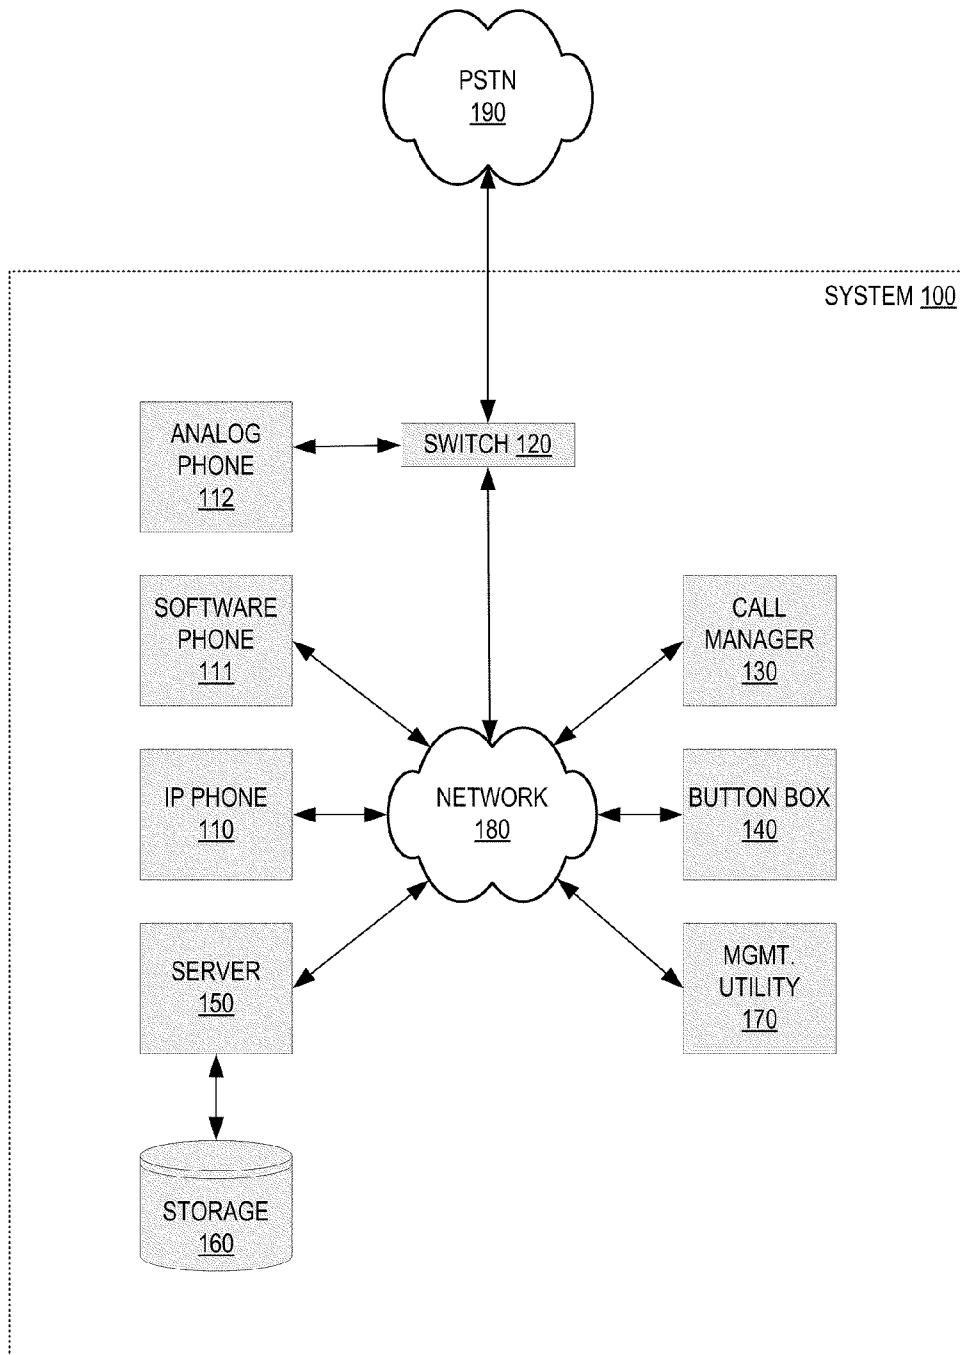 PSTN
190
SYSTEM 100
ANALOG
PHONE
112
SWITCH 120
SOFTWARE
PHONE
111
CALL
MANAGER
130
IP PHONE
110
NETWORK
180
BUTTON BOX
140
SERVER
150
MGMT.
UTILITY
170
STORAGE
160